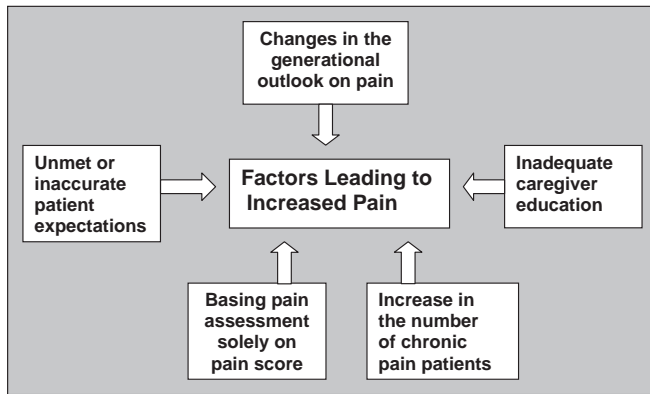 Changes in the
generational
outlook on pain
Unmet or
inaccurate
patient
expectations
Factors Leading to
Increased Pain
Inadequate
caregiver
education
Basing pain
assessment
solely on
pain score
Increase in
the number
of chronic
pain patients